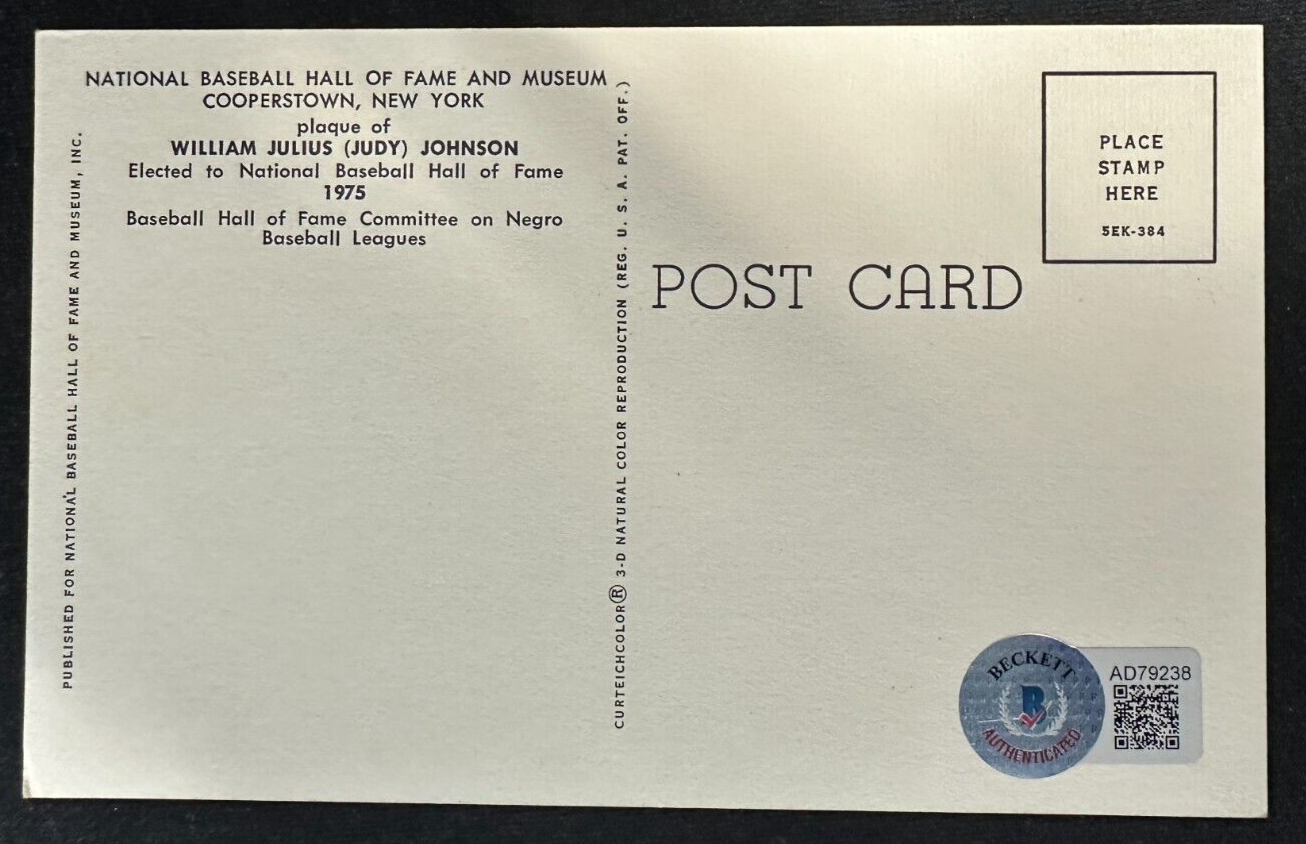 NATIONAL BASEBALL HALL OF FAME AND MUSEUM
COOPERSTOWN, NEW YORK
plaque of
WILLIAM JULIUS (JUDY) JOHNSON
Elected to National Baseball Hall of Fame
1975
Baseball Hall of Fame Committee on Negro
Baseball Leagues
PUBLISHED FOR NATIONAL BASEBALL HALL OF FAME AND MUSEUM, INC.
CURTEICHCOLOR® 3-D NATURAL COLOR REPRODUCTION (REG. U. S. A. PAT. OFF.)
POST CARD
PLACE
STAMP
HERE
5EK-384
BECKETT
B
AUTHENTICATED
AD79238